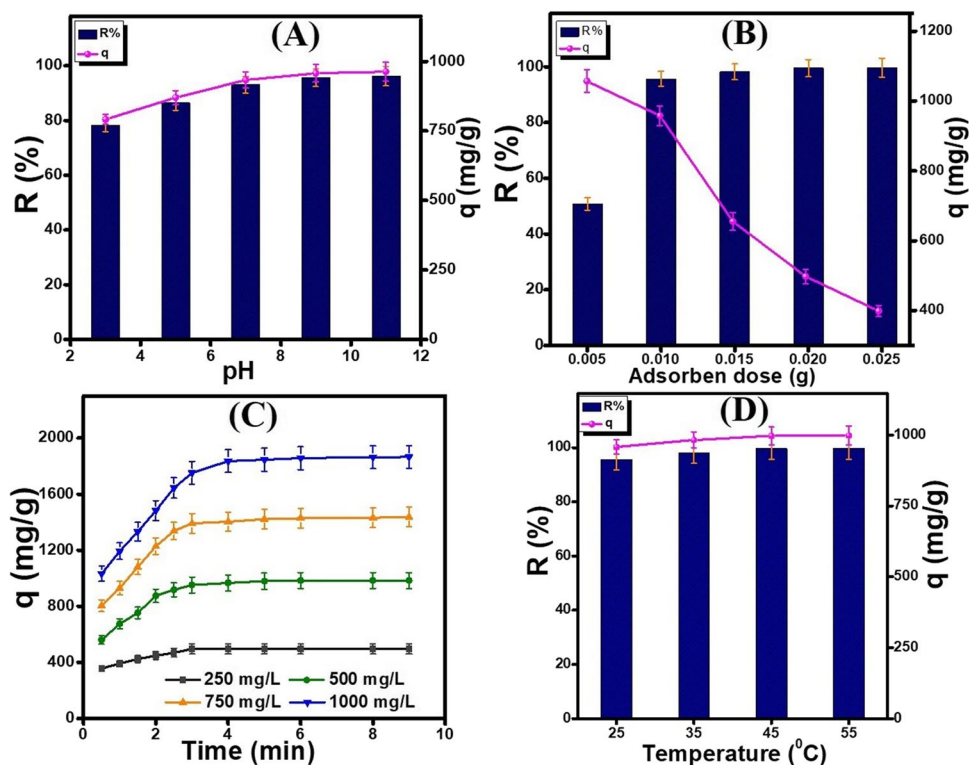 (A)
R%
q
R (%)
100
80
60
40
20
0
1000
750
500
250
0
q (mg/g)
2 4 6 8 10 12
pH
(B)
R%
q
R (%)
100
80
60
40
20
0
1200
1000
800
600
400
q (mg/g)
0.005 0.010 0.015 0.020 0.025
Adsorben dose (g)
(C)
q (mg/g)
2000
1600
1200
800
400
0
250 mg/L 500 mg/L
750 mg/L 1000 mg/L
0 2 4 6 8 10
Time (min)
(D)
R%
q
R (%)
100
80
60
40
20
0
1000
750
500
250
0
q (mg/g)
25 35 45 55
Temperature (⁰C)